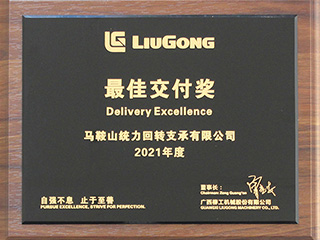 LG LIUGONG
最佳交付奖
Delivery Excellence
马鞍山统力回转支承有限公司
2021年度
自强不息 止于至善
PURSUE EXCELLENCE, STRIVE FOR PERFECTION.
董事长:
Chairman: Zeng Guang'an
广西柳工机械股份有限公司
GUANGXI LIUGONG MACHINERY CO., LTD.